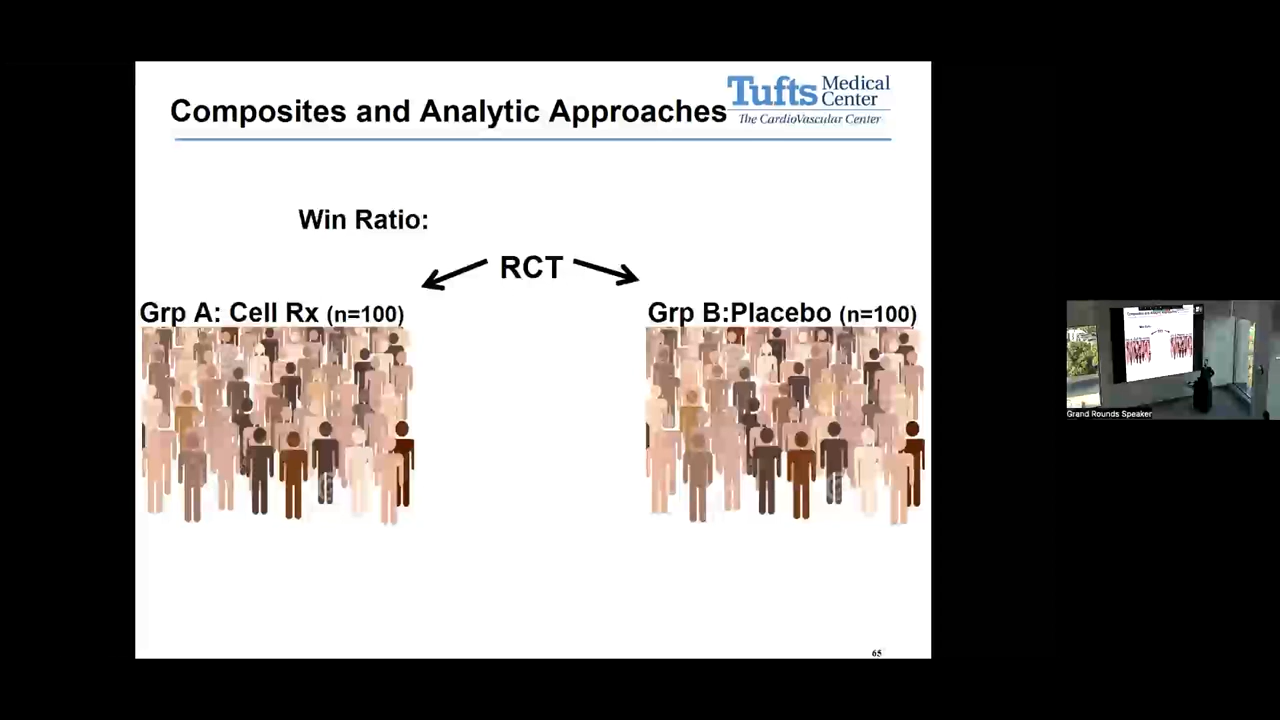 Composites and Analytic Approaches
Tufts Medical Center
The CardioVascular Center
Win Ratio:
RCT
Grp A: Cell Rx (n=100)
Grp B:Placebo (n=100)
65
Grand Rounds Speaker